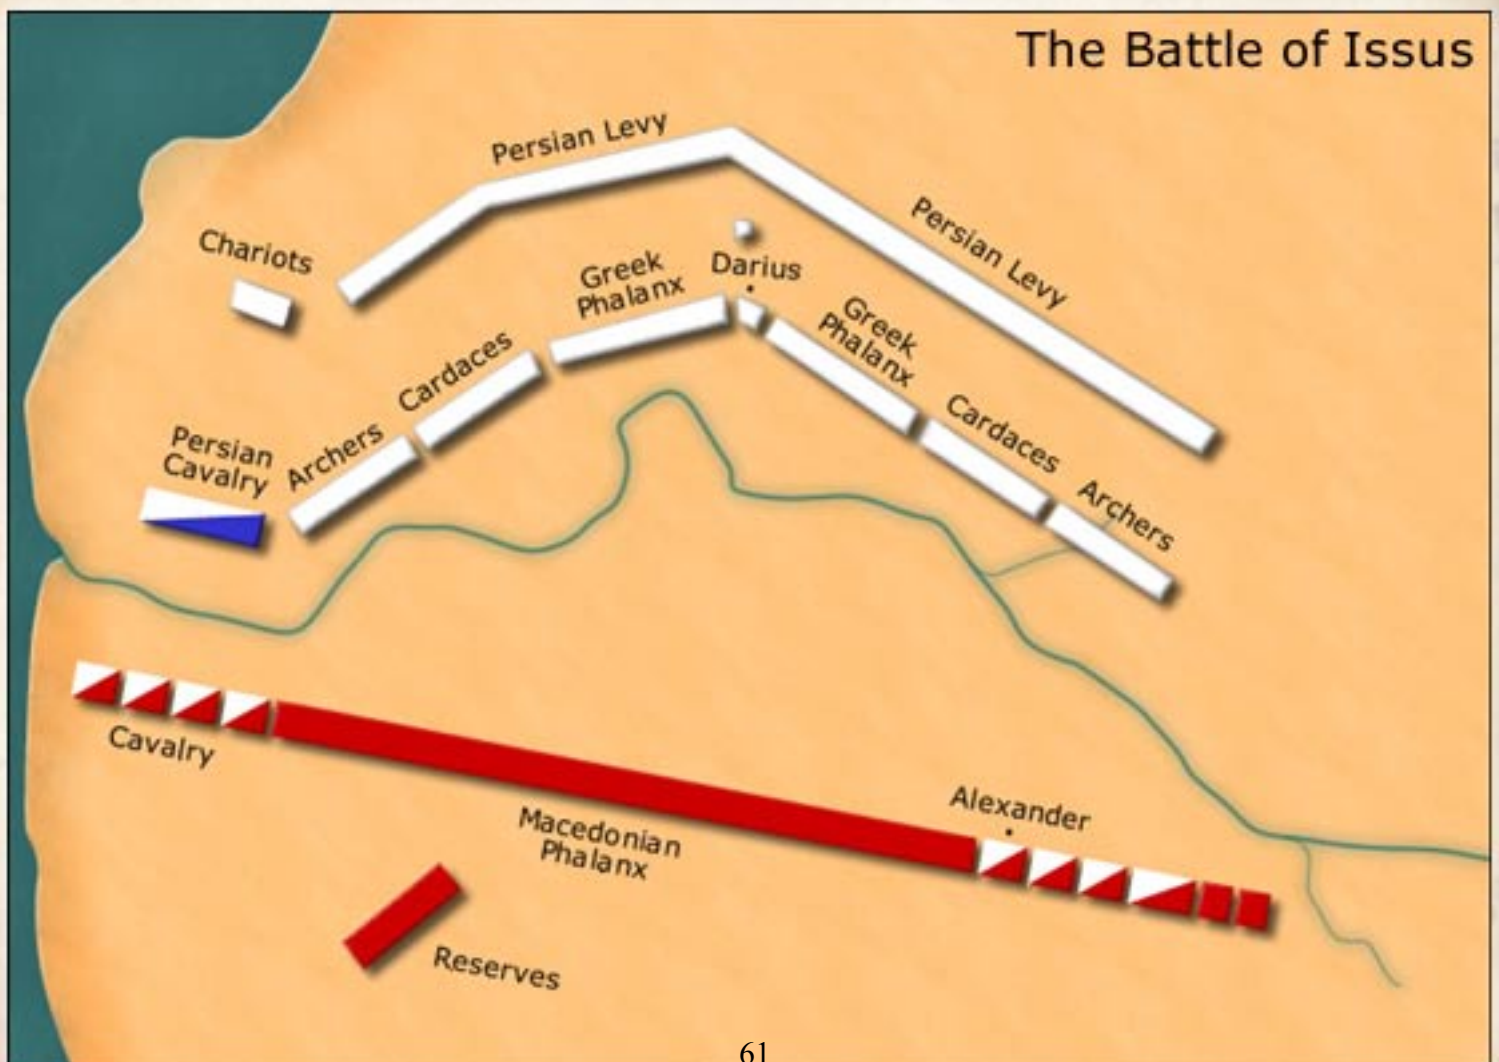 The Battle of Issus
Persian Levy
Persian Levy
Chariots
Greek
Phalanx
Darius
Greek
Phalanx
Cardaces
Cardaces
Persian
Cavalry
Archers
Archers
Cavalry
Alexander
Macedonian
Phalanx
Reserves
61